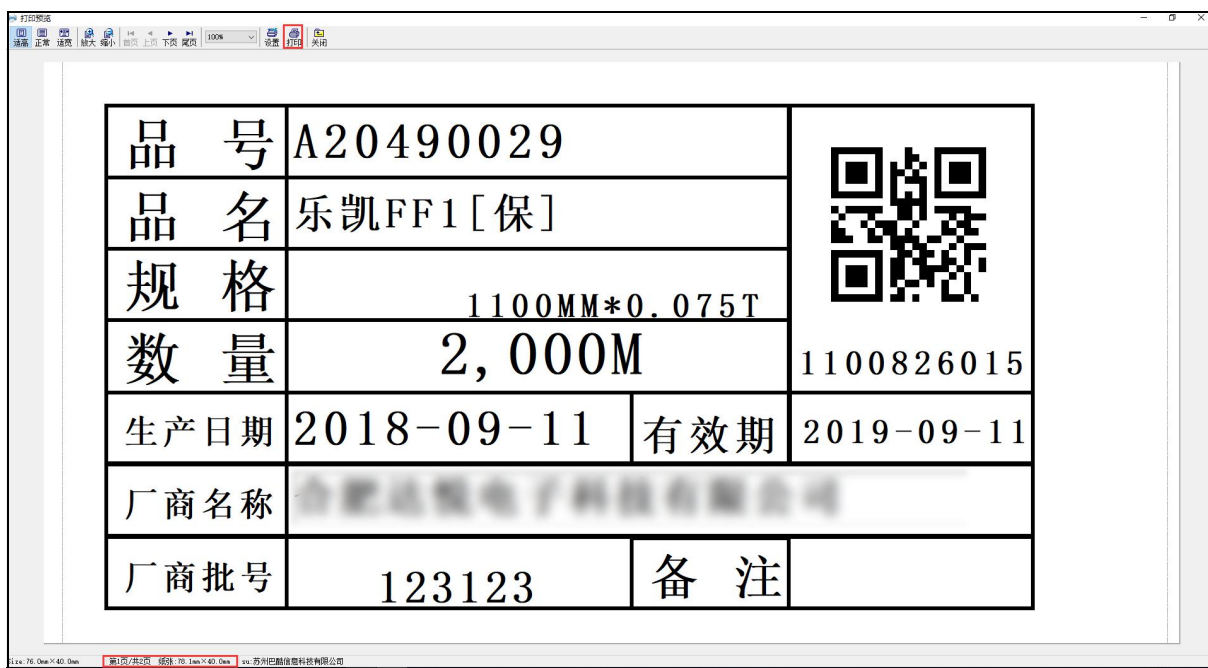 打印预览
适高 正常 适宽 放大 缩小 首页 上页 下页 尾页 100% 设置 打印 关闭
品 号 A20490029
品 名 乐凯FF1[保]
规 格 1100MM*0.075T
数 量 2,000M
1100826015
生产日期 2018-09-11 有效期 2019-09-11
厂商名称
厂商批号 123123 备 注
Size:76.0mm×40.0mm 第1页/共2页 纸张:78.1mm×40.0mm su:苏州巴酷信息科技有限公司